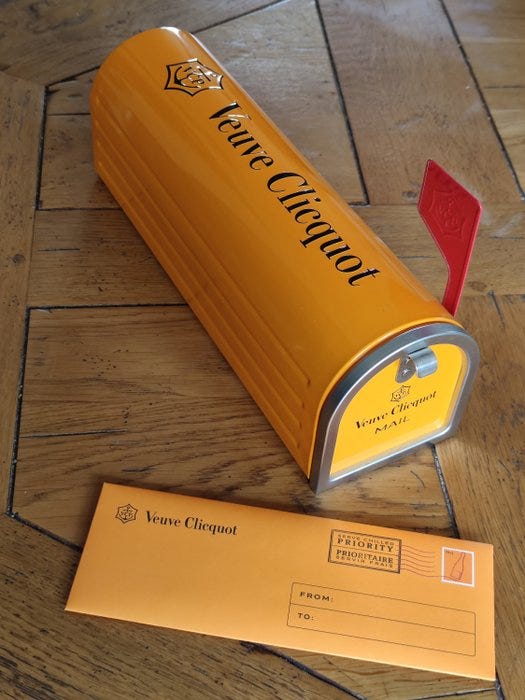 Veuve Clicquot
Veuve Clicquot
MAIL
Veuve Clicquot
SERVE CHILLED
PRIORITY
PRIORITAIRE
SERVIR FRAIS
FROM:
TO: